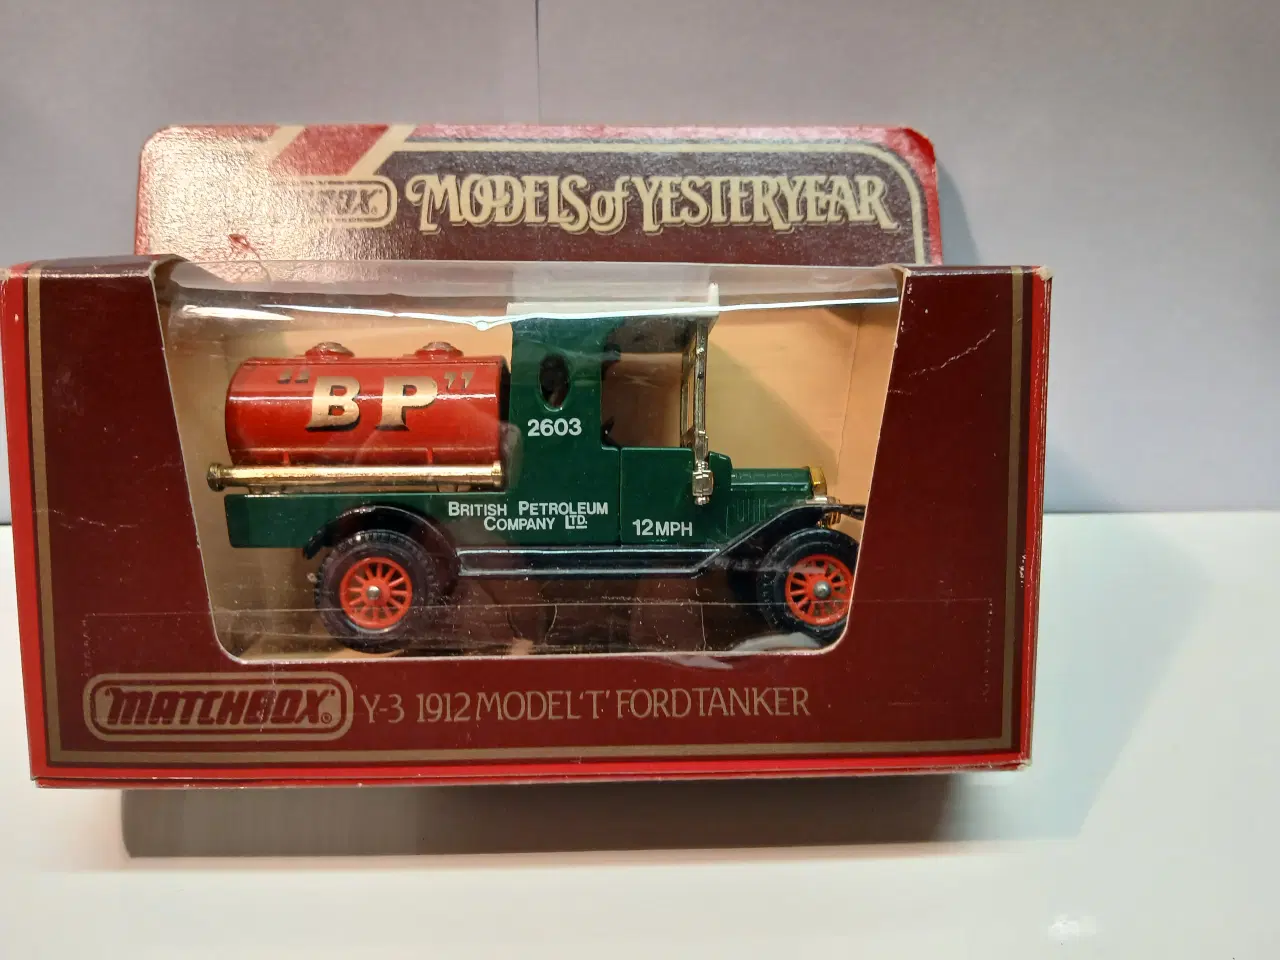 MODELS of YESTERYEAR
"BP"
2603
BRITISH PETROLEUM
COMPANY LTD.
12MPH
MATCHBOX® Y-3 1912 MODEL 'T' FORD TANKER